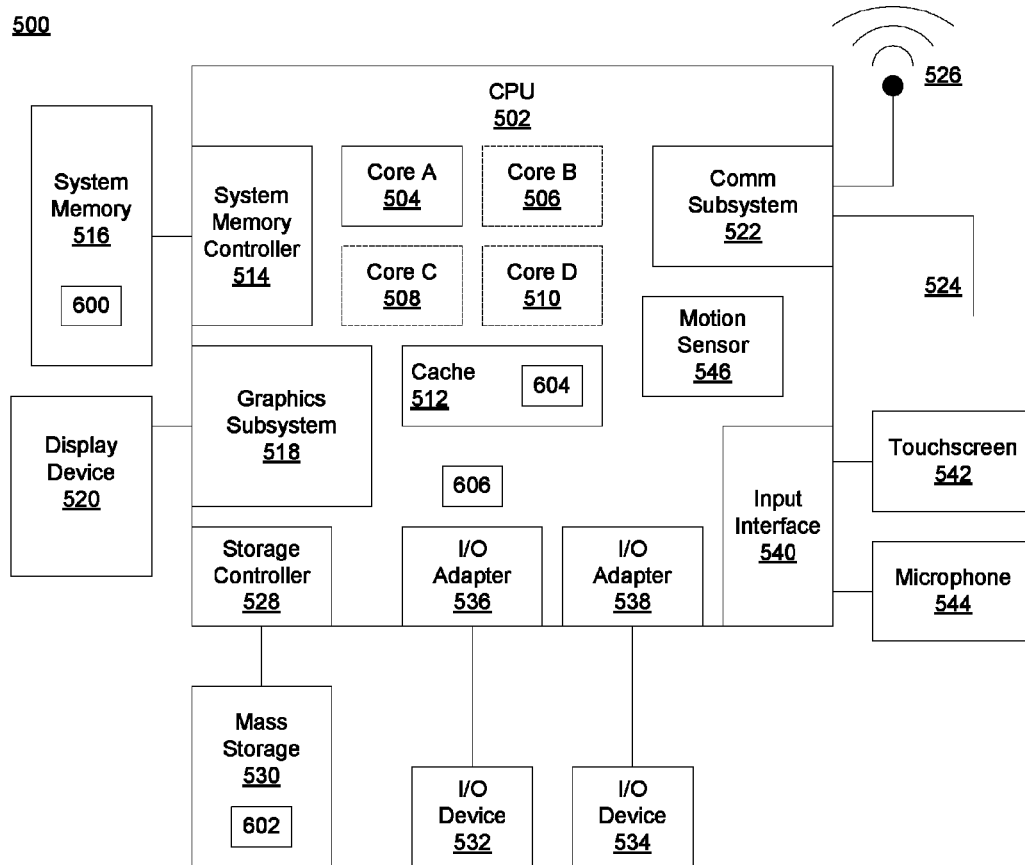 500
526
CPU
502
System
Memory
516
600
System
Memory
Controller
514
Core A
504
Core B
506
Core C
508
Core D
510
Comm
Subsystem
522
524
Motion
Sensor
546
Cache
512
604
Graphics
Subsystem
518
Display
Device
520
606
Touchscreen
542
Input
Interface
540
Microphone
544
Storage
Controller
528
I/O
Adapter
536
I/O
Adapter
538
Mass
Storage
530
602
I/O
Device
532
I/O
Device
534